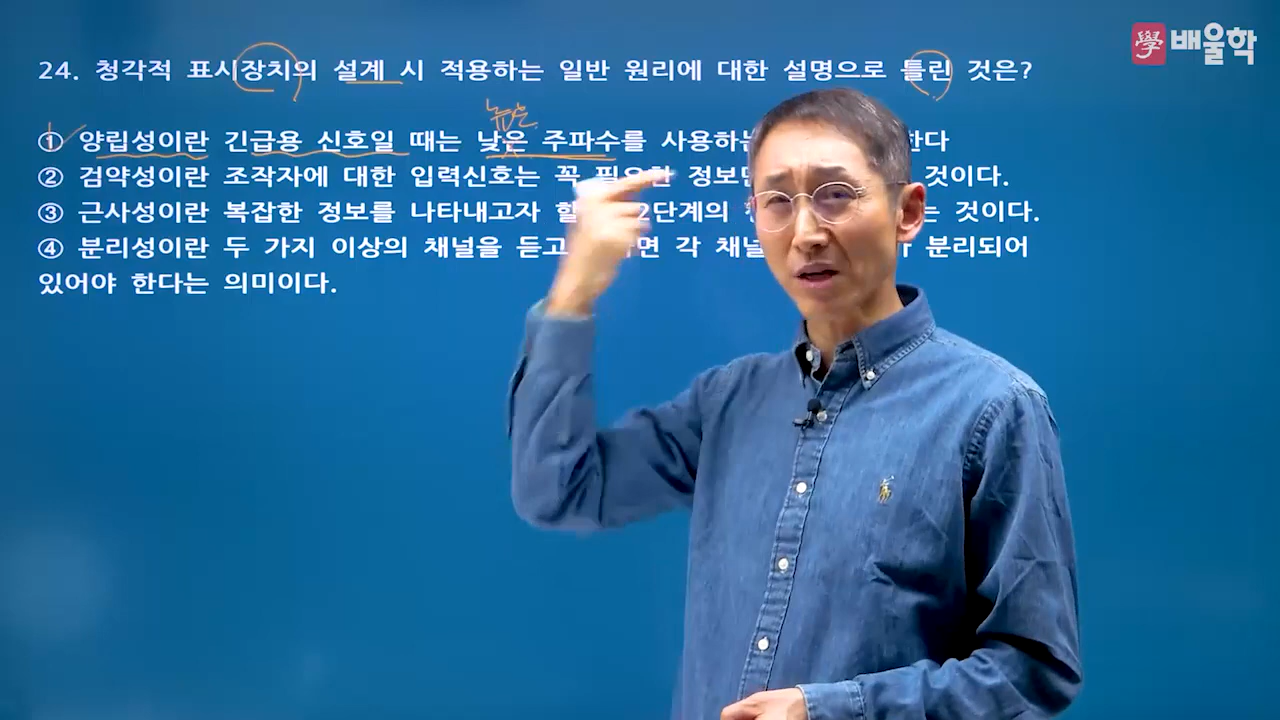 學 배울학
24. 청각적 표시장치의 설계 시 적용하는 일반 원리에 대한 설명으로 틀린 것은?
높은
① 양립성이란 긴급용 신호일 때는 낮은 주파수를 사용하는 한다
② 검약성이란 조작자에 대한 입력신호는 꼭 필요한 정보만 것이다.
③ 근사성이란 복잡한 정보를 나타내고자 할 2단계의 는 것이다.
④ 분리성이란 두 가지 이상의 채널을 듣고 면 각 채널 가 분리되어
있어야 한다는 의미이다.